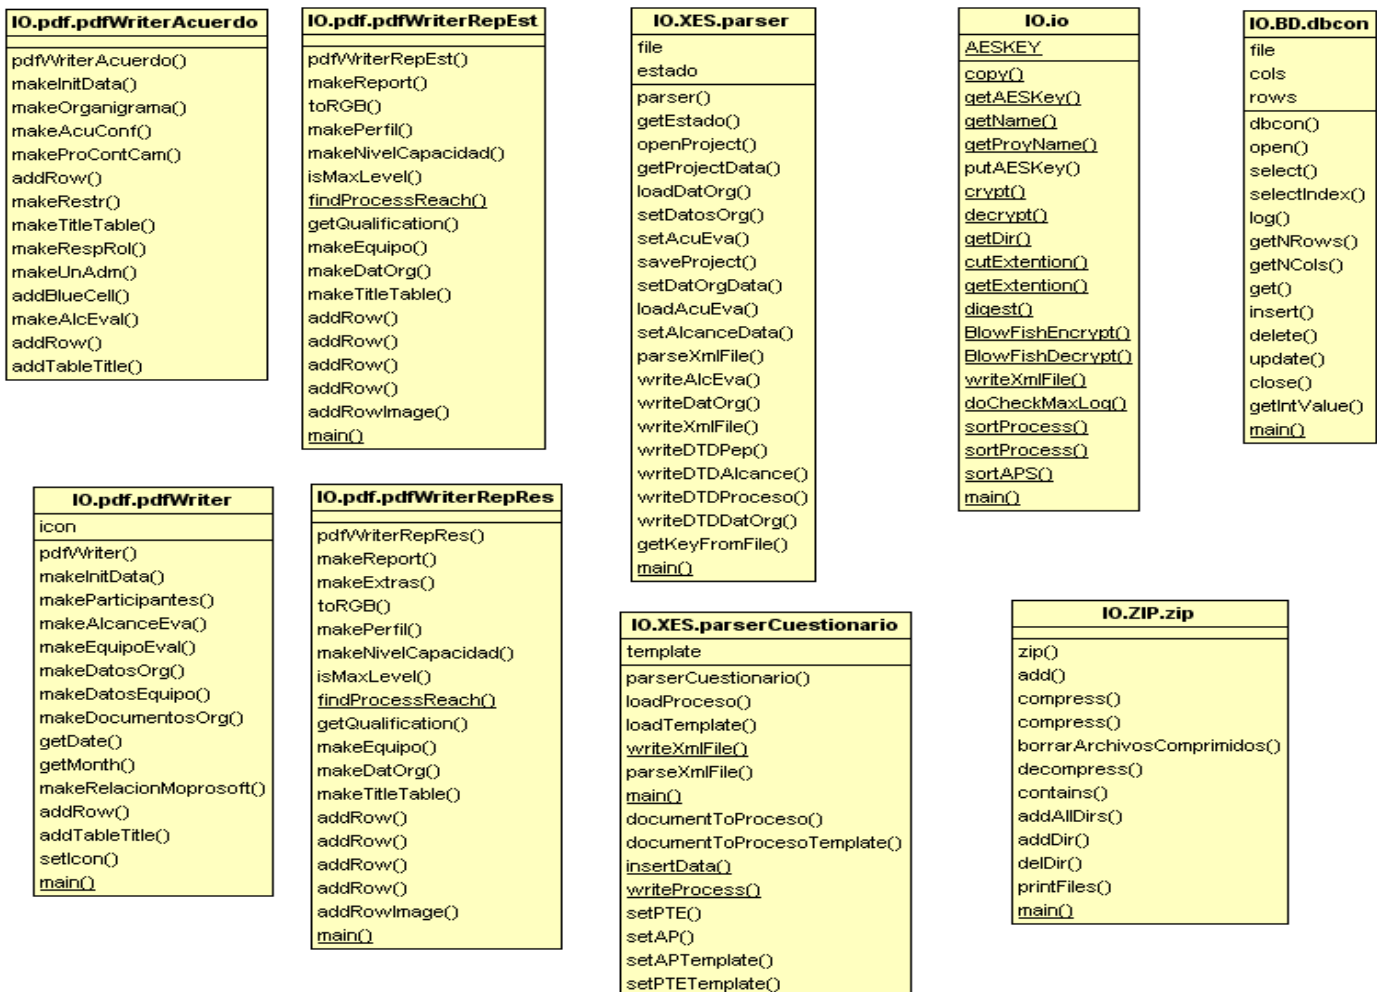 IO.pdf.pdfWriterAcuerdo
pdfWriterAcuerdo()
makeInitData()
makeOrganigrama()
makeAcuConf()
makeProContCam()
addRow()
makeRestr()
makeTitleTable()
makeRespRol()
makeUnAdm()
addBlueCell()
makeAlcEval()
addRow()
addTableTitle()
IO.pdf.pdfWriterRepEst
pdfWriterRepEst()
makeReport()
toRGB()
makePerfil()
makeNivelCapacidad()
isMaxLevel()
findProcessReach()
getQualification()
makeEquipo()
makeDatOrg()
makeTitleTable()
addRow()
addRow()
addRow()
addRow()
addRowImage()
main()
IO.XES.parser
file
estado
parser()
getEstado()
openProject()
getProjectData()
loadDatOrg()
setDatosOrg()
setAcuEva()
saveProject()
setDatOrgData()
loadAcuEva()
setAlcanceData()
parseXmlFile()
writeAlcEva()
writeDatOrg()
writeXmlFile()
writeDTDPep()
writeDTDAlcance()
writeDTDProceso()
writeDTDDatOrg()
getKeyFromFile()
main()
IO.io
AESKEY
copy()
getAESKey()
getName()
getProyName()
putAESKey()
crypt()
decrypt()
getDir()
cutExtention()
getExtention()
digest()
BlowFishEncrypt()
BlowFishDecrypt()
writeXmlFile()
doCheckMaxLog()
sortProcess()
sortProcess()
sortAPS()
main()
IO.BD.dbcon
file
cols
rows
dbcon()
open()
select()
selectIndex()
log()
getNRows()
getNCols()
get()
insert()
delete()
update()
close()
getIntValue()
main()
IO.pdf.pdfWriter
icon
pdfWriter()
makeInitData()
makeParticipantes()
makeAlcanceEva()
makeEquipoEval()
makeDatosOrg()
makeDatosEquipo()
makeDocumentosOrg()
getDate()
getMonth()
makeRelacionMoprosoft()
addRow()
addTableTitle()
setIcon()
main()
IO.pdf.pdfWriterRepRes
pdfWriterRepRes()
makeReport()
makeExtras()
toRGB()
makePerfil()
makeNivelCapacidad()
isMaxLevel()
findProcessReach()
getQualification()
makeEquipo()
makeDatOrg()
makeTitleTable()
addRow()
addRow()
addRow()
addRow()
addRowImage()
main()
IO.XES.parserCuestionario
template
parserCuestionario()
loadProceso()
loadTemplate()
writeXmlFile()
parseXmlFile()
main()
documentToProceso()
documentToProcesoTemplate()
insertData()
writeProcess()
setPTE()
setAP()
setAPTemplate()
setPTETemplate()
IO.ZIP.zip
zip()
add()
compress()
compress()
borrarArchivosComprimidos()
decompress()
contains()
addAllDirs()
addDir()
delDir()
printFiles()
main()